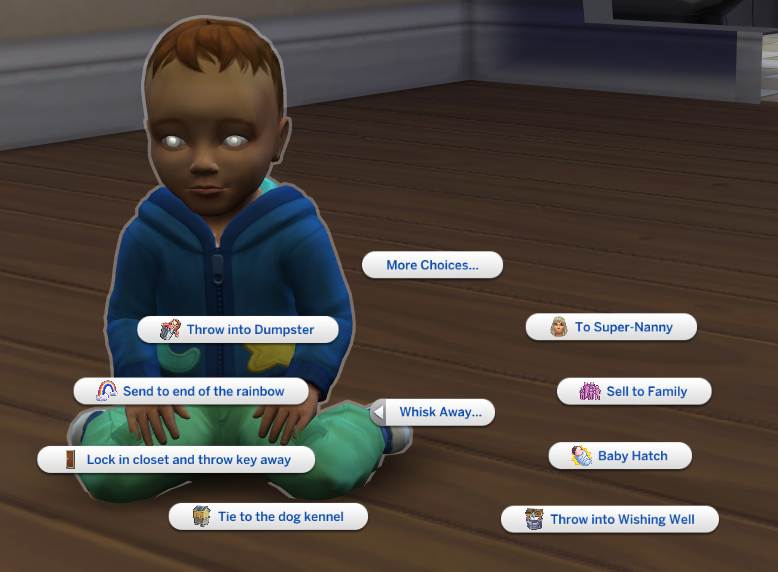 More Choices...
Throw into Dumpster
To Super-Nanny
Send to end of the rainbow
Sell to Family
Whisk Away...
Lock in closet and throw key away
Baby Hatch
Tie to the dog kennel
Throw into Wishing Well